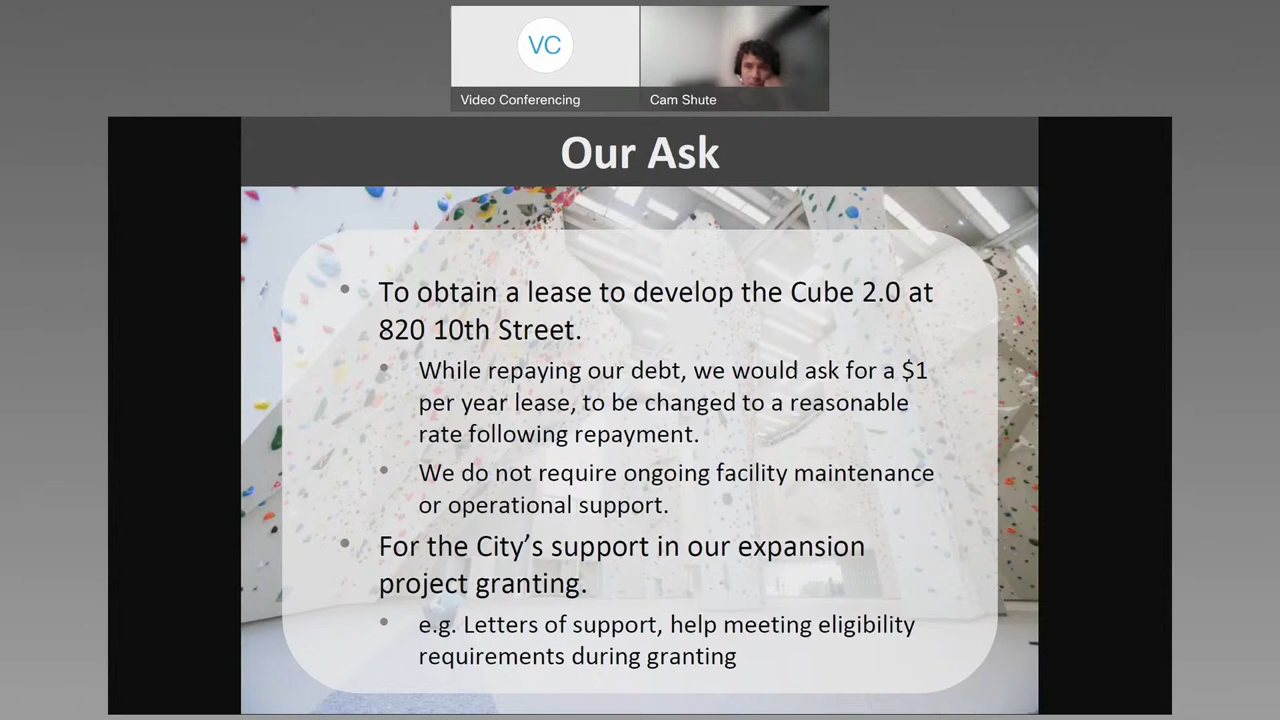 VC
Video Conferencing
Cam Shute
Our Ask
To obtain a lease to develop the Cube 2.0 at
820 10th Street.
While repaying our debt, we would ask for a $1
per year lease, to be changed to a reasonable
rate following repayment.
We do not require ongoing facility maintenance
or operational support.
For the City’s support in our expansion
project granting.
e.g. Letters of support, help meeting eligibility
requirements during granting